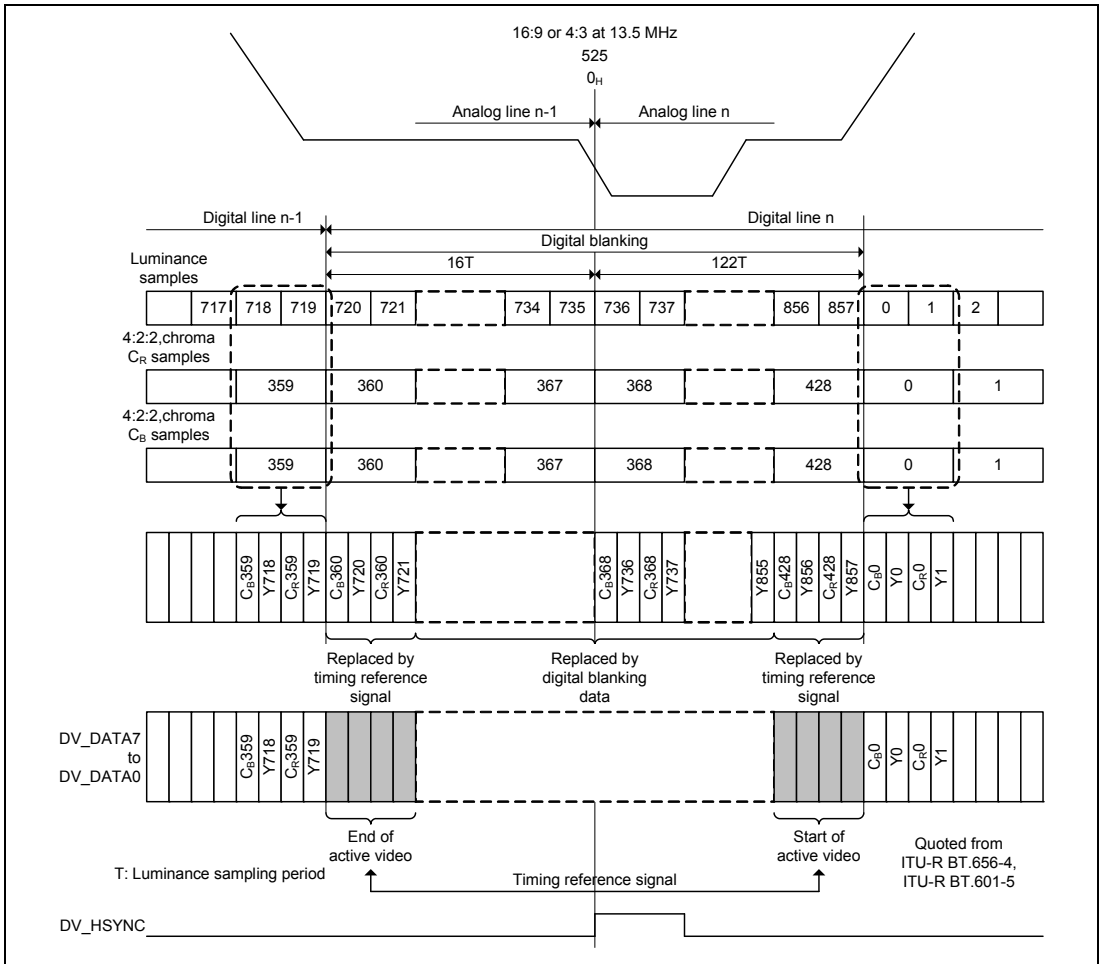 16:9 or 4:3 at 13.5 MHz
525
0H
Analog line n-1
Analog line n
Digital line n-1
Digital line n
Digital blanking
16T
122T
Luminance
samples
717 718 719 720 721 734 735 736 737 856 857 0 1 2
4:2:2,chroma
CR samples
359 360 367 368 428 0 1
4:2:2,chroma
CB samples
359 360 367 368 428 0 1
CB359 Y718 CR359 Y719 CB360 Y720 CR360 Y721 CB368 Y736 CR368 Y737 Y855 CB428 Y856 CR428 Y857 CB0 Y0 CR0 Y1
Replaced by
timing reference
signal
Replaced by
digital blanking
data
Replaced by
timing reference
signal
DV_DATA7
to
DV_DATA0
CB359 Y718 CR359 Y719 CB0 Y0 CR0 Y1
End of
active video
Start of
active video
Quoted from
ITU-R BT.656-4,
ITU-R BT.601-5
T: Luminance sampling period
Timing reference signal
DV_HSYNC